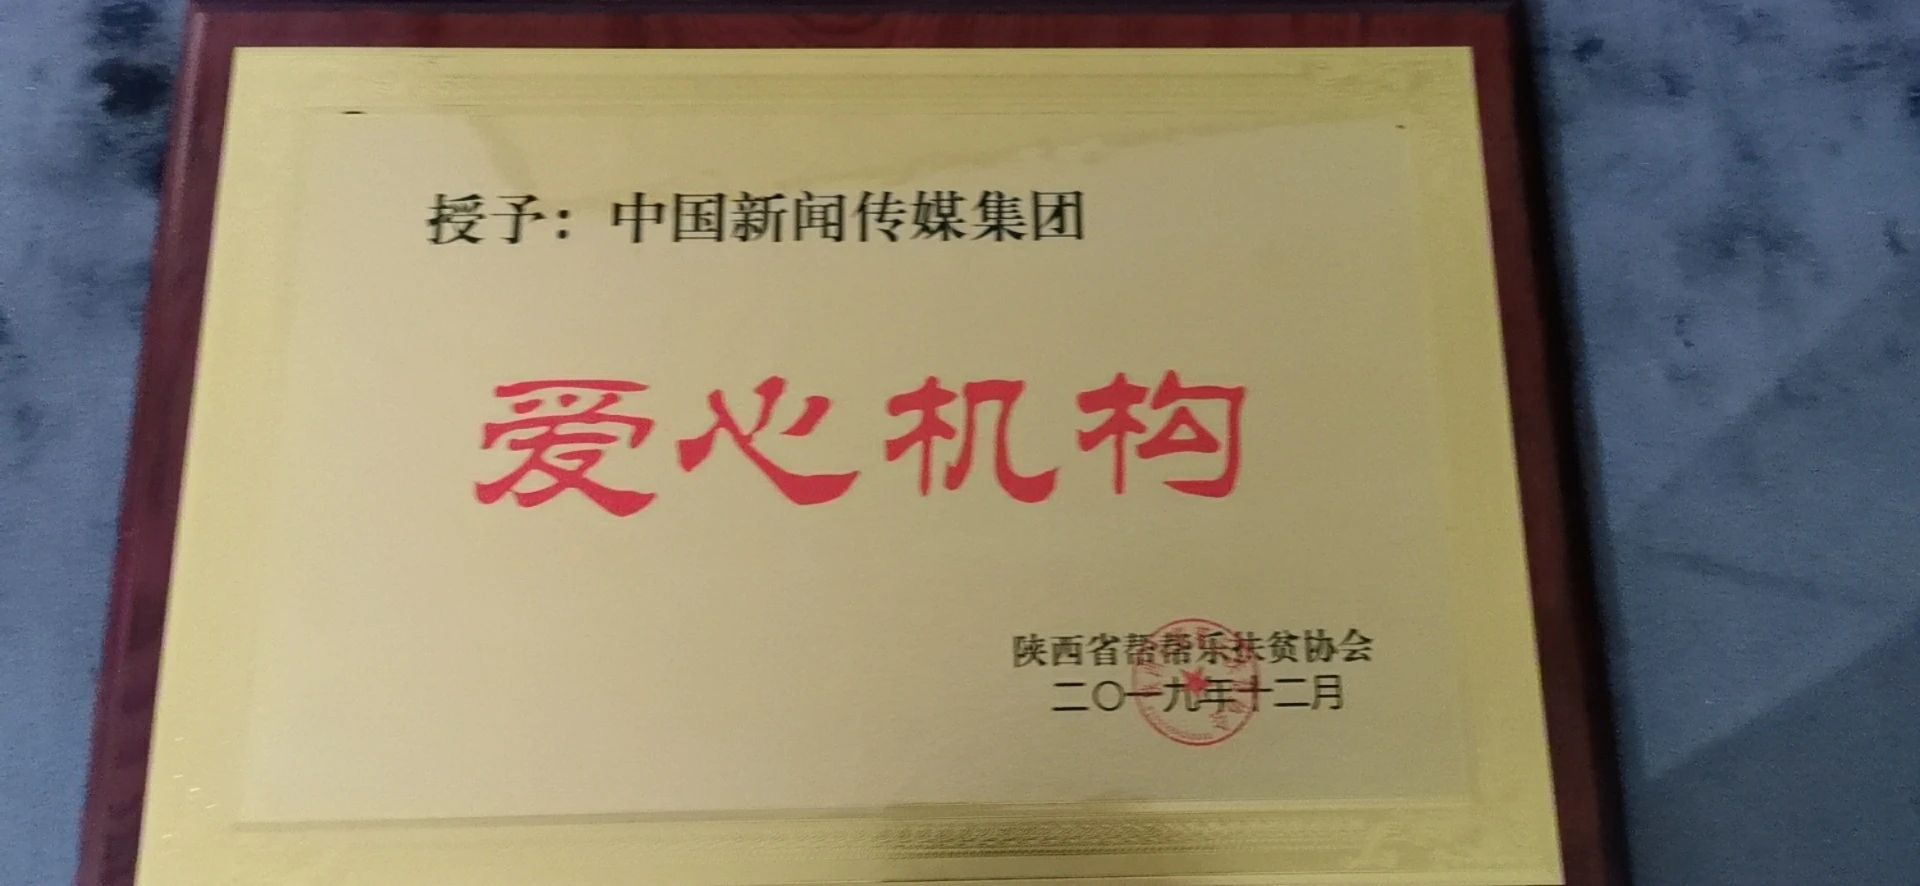 授予：中国新闻传媒集团
爱心机构
陕西省帮帮乐扶贫协会
二〇一九年十二月